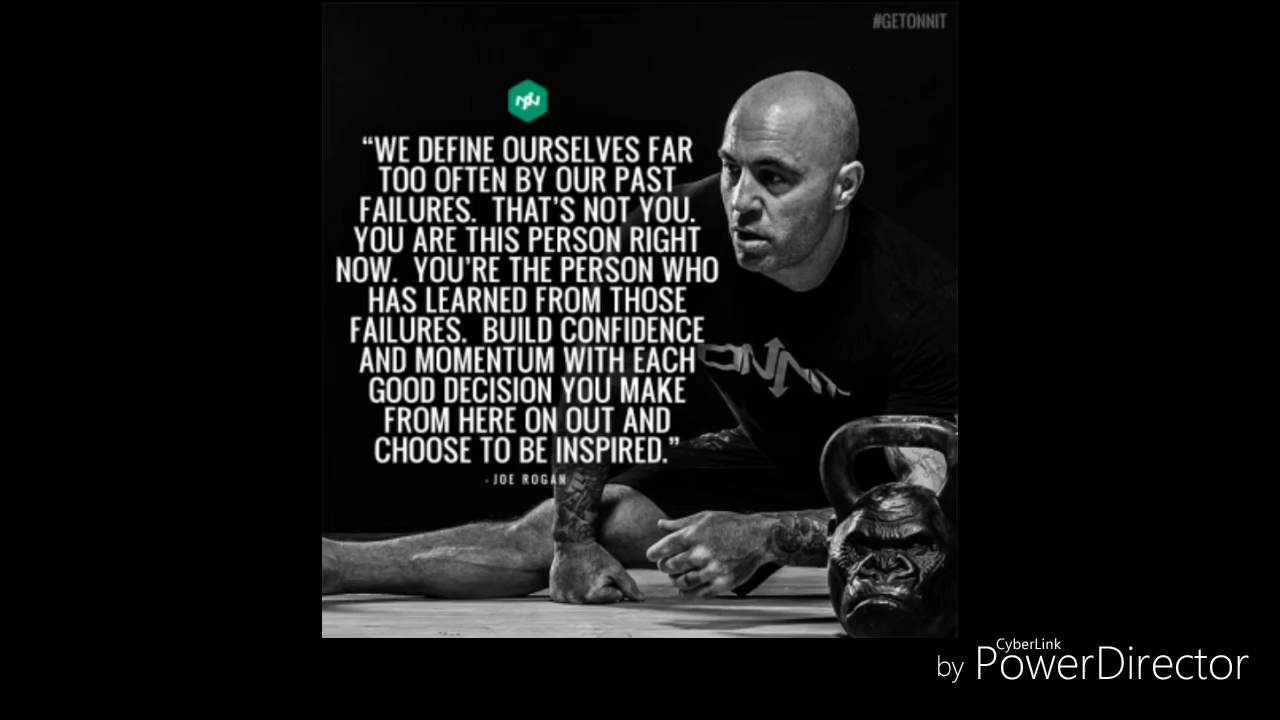 #GETONNIT
“WE DEFINE OURSELVES FAR
TOO OFTEN BY OUR PAST
FAILURES. THAT’S NOT YOU.
YOU ARE THIS PERSON RIGHT
NOW. YOU’RE THE PERSON WHO
HAS LEARNED FROM THOSE
FAILURES. BUILD CONFIDENCE
AND MOMENTUM WITH EACH
GOOD DECISION YOU MAKE
FROM HERE ON OUT AND
CHOOSE TO BE INSPIRED.”
- JOE ROGAN
ONNIT
CyberLink
by PowerDirector